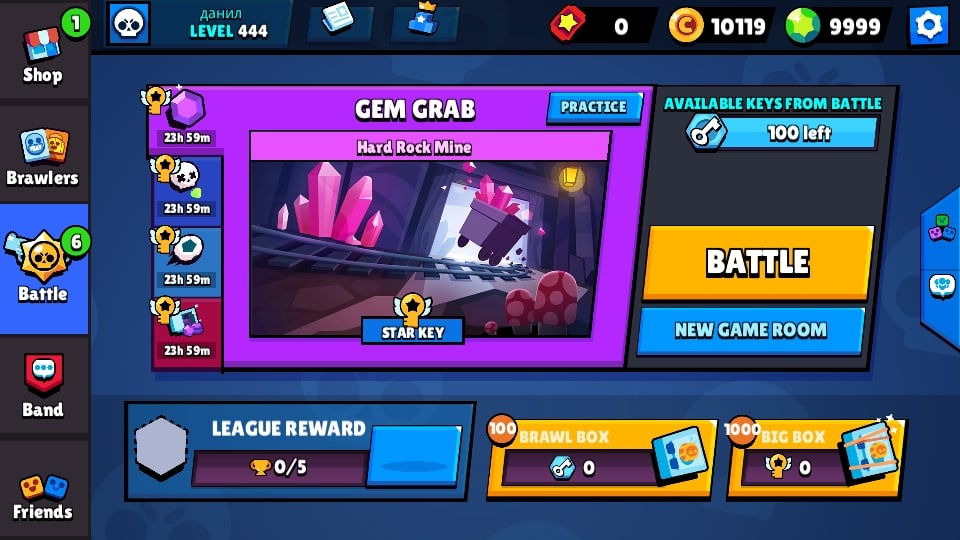 1
Shop
Brawlers
6
Battle
Band
Friends
данил
LEVEL 444
0
10119
9999
23h 59m
23h 59m
23h 59m
23h 59m
GEM GRAB
PRACTICE
Hard Rock Mine
STAR KEY
AVAILABLE KEYS FROM BATTLE
100 left
BATTLE
NEW GAME ROOM
LEAGUE REWARD
0/5
100
BRAWL BOX
0
1000
BIG BOX
0